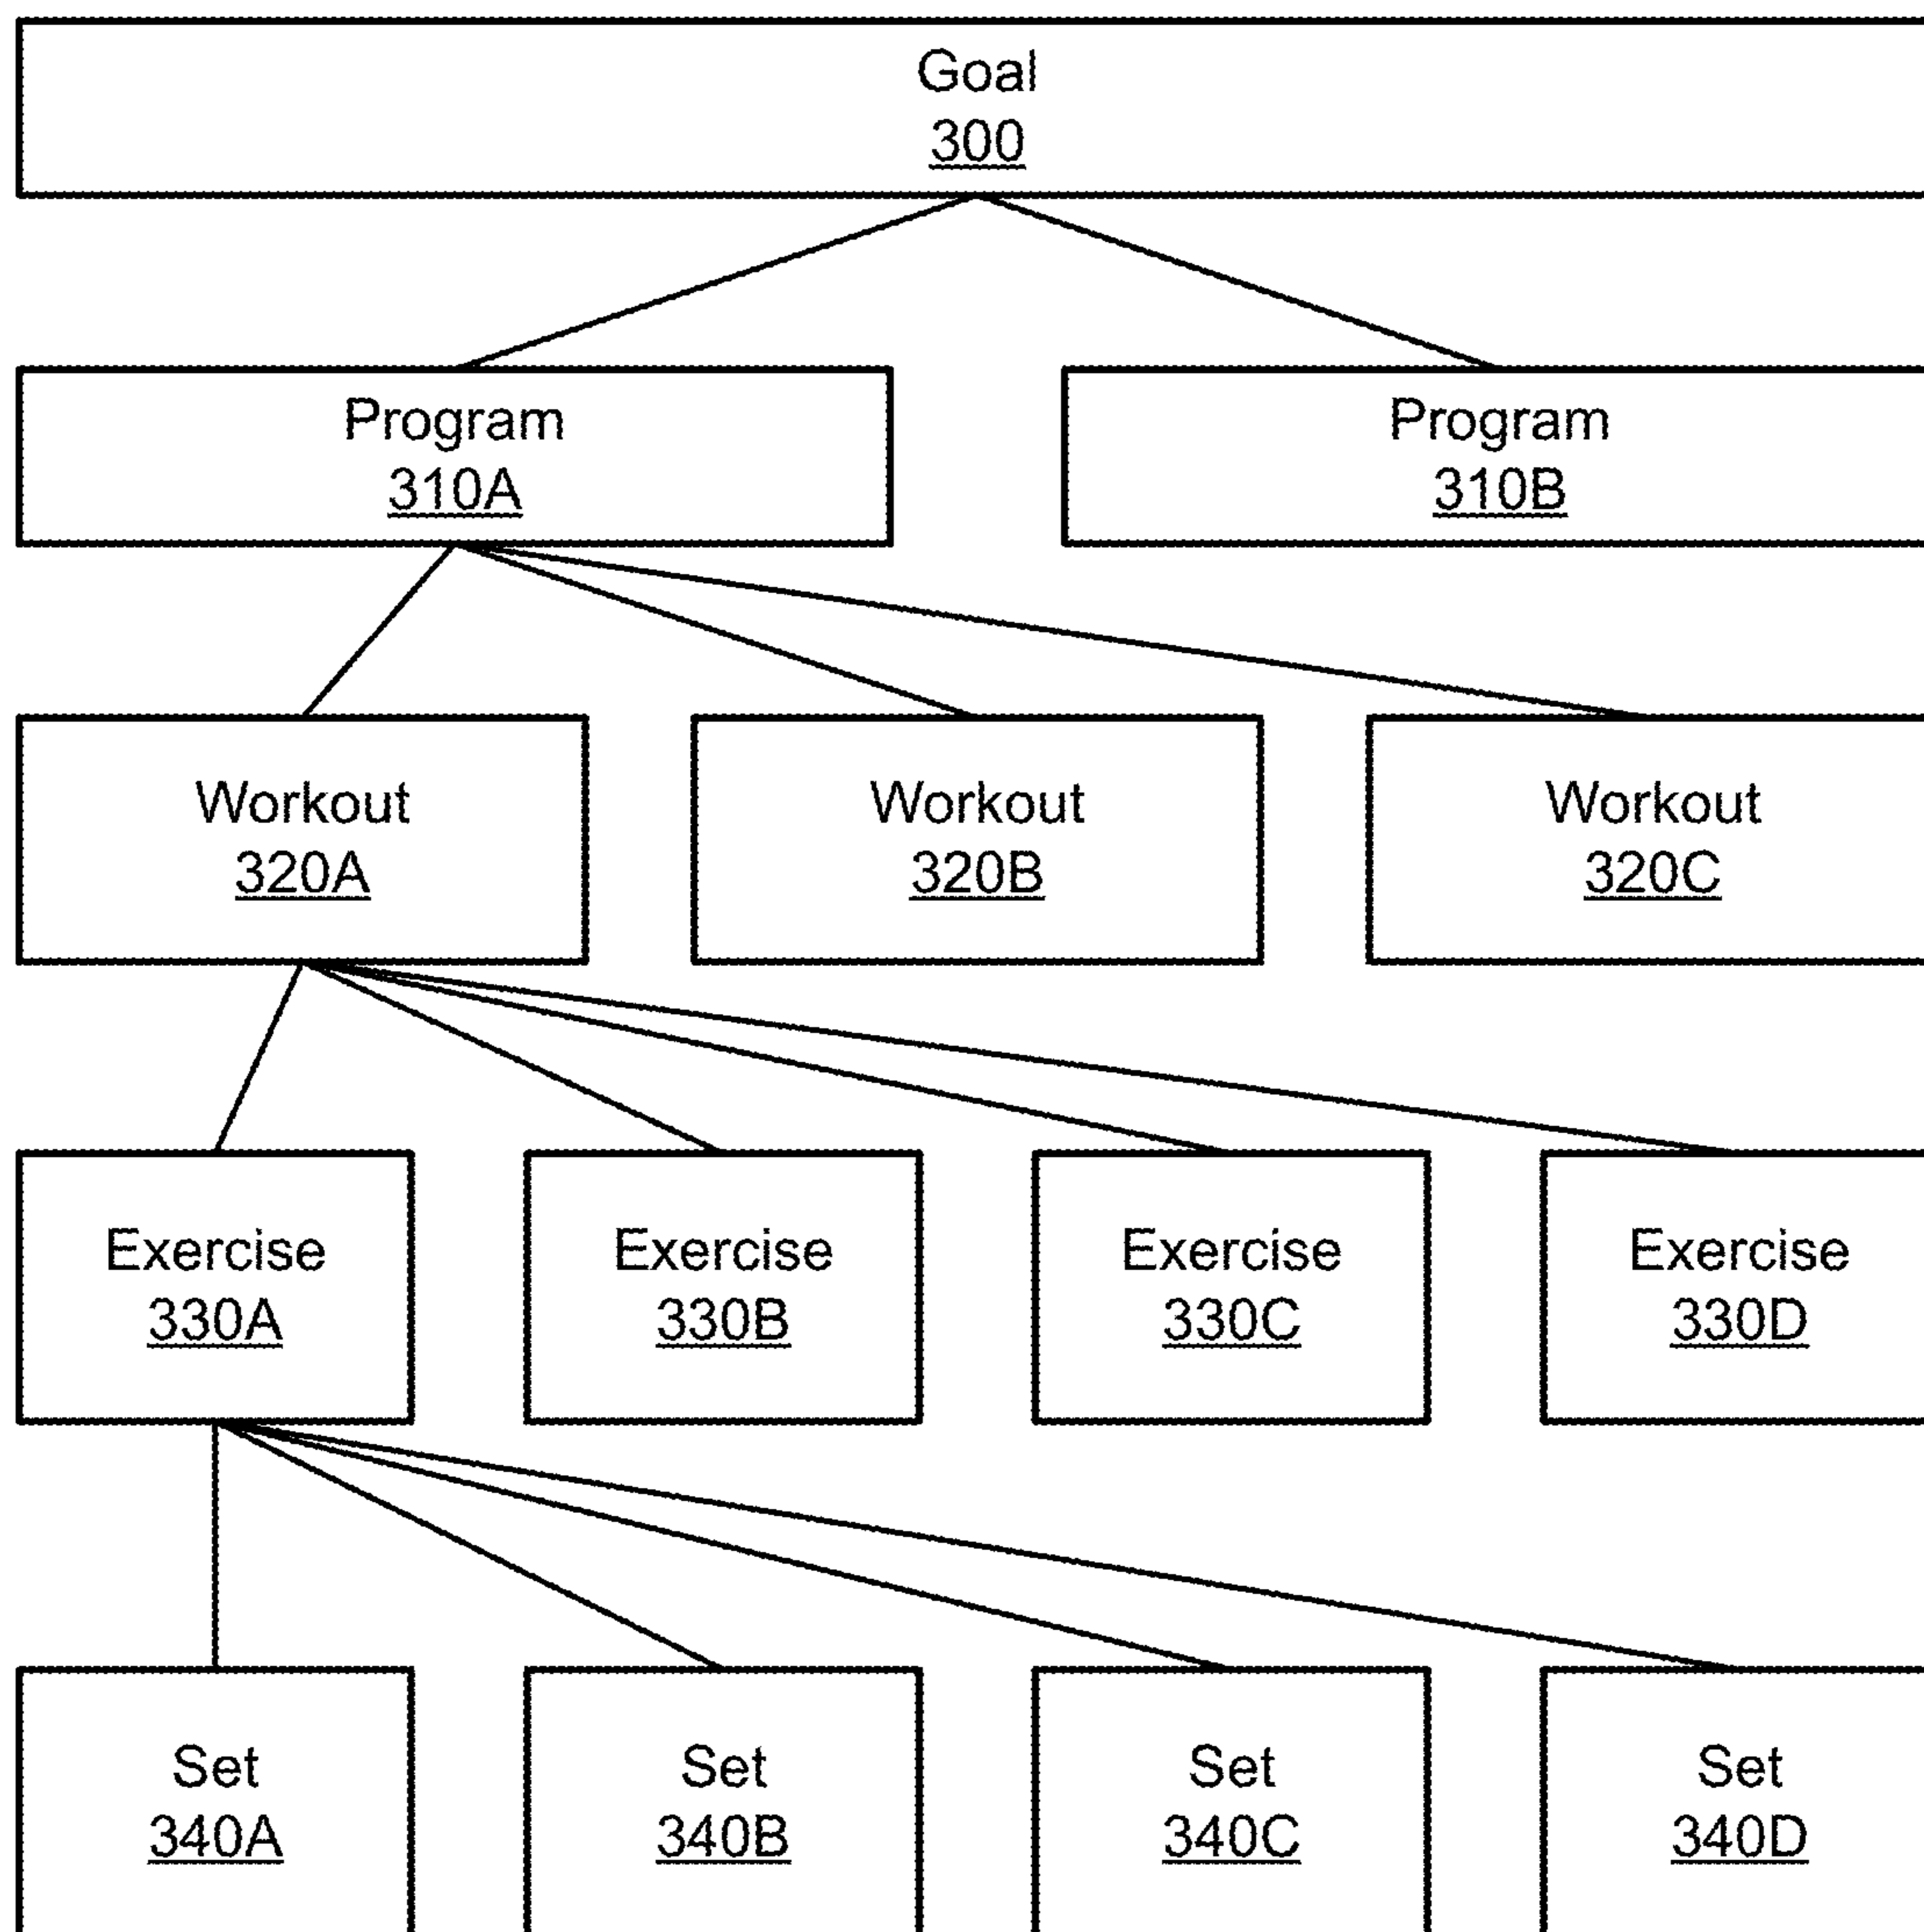 Goal
300
Program
310A
Program
310B
Workout
320A
Workout
320B
Workout
320C
Exercise
330A
Exercise
330B
Exercise
330C
Exercise
330D
Set
340A
Set
340B
Set
340C
Set
340D